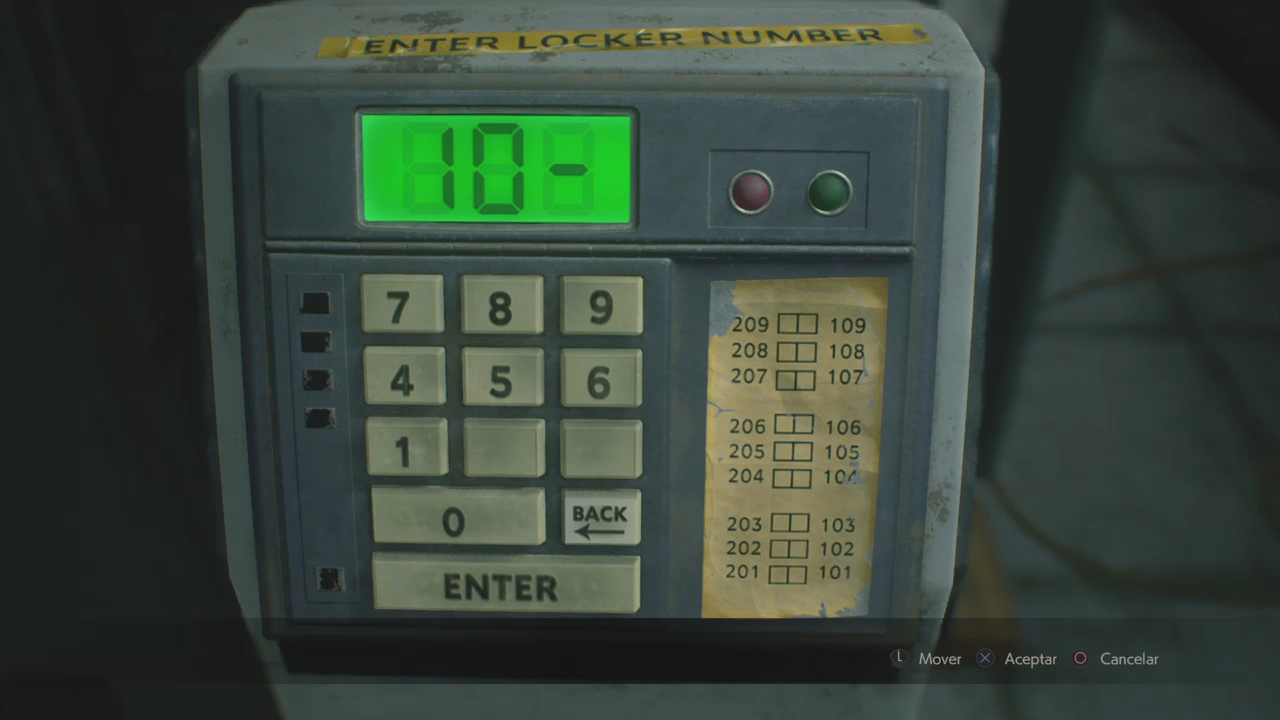 ENTER LOCKER NUMBER
10-
7 8 9
4 5 6
1
0 BACK
ENTER
209 109
208 108
207 107
206 106
205 105
204 104
203 103
202 102
201 101
L Mover Aceptar Cancelar